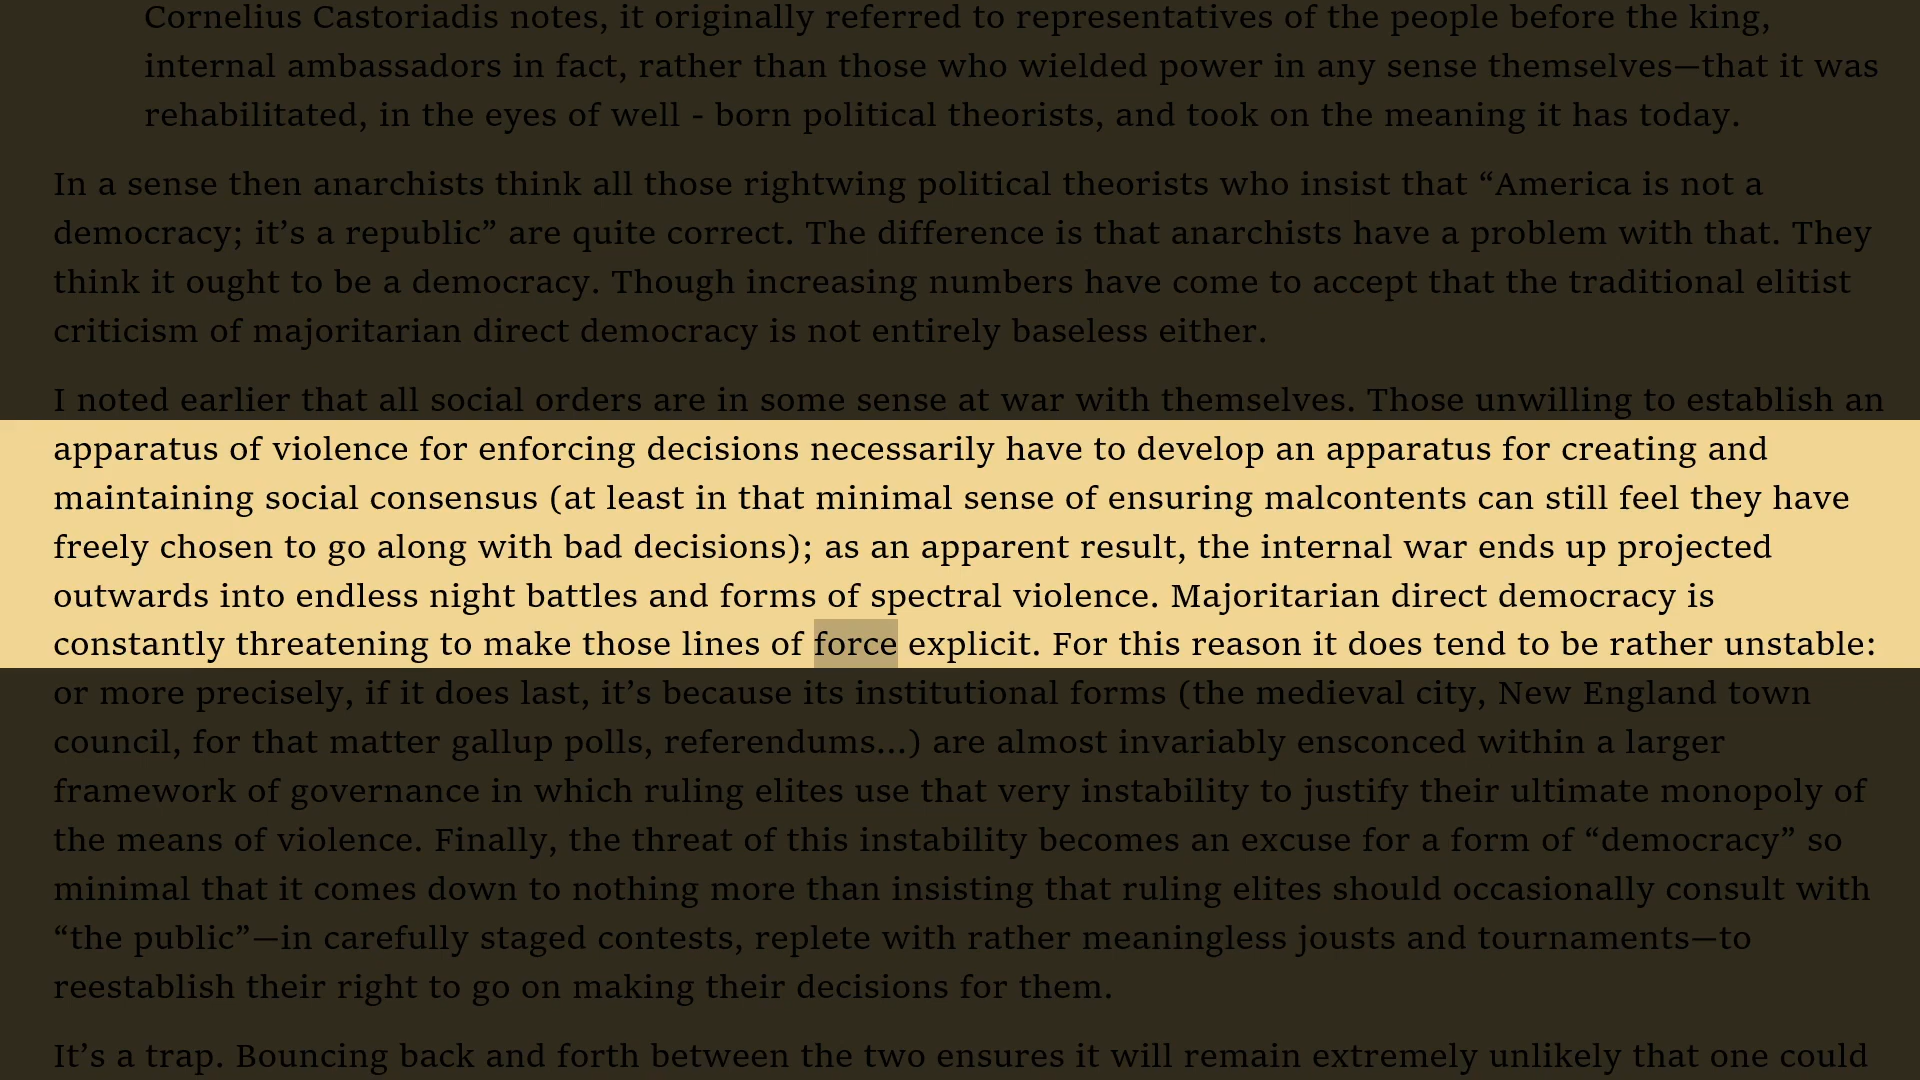 Cornelius Castoriadis notes, it originally referred to representatives of the people before the king,
internal ambassadors in fact, rather than those who wielded power in any sense themselves—that it was
rehabilitated, in the eyes of well - born political theorists, and took on the meaning it has today.
In a sense then anarchists think all those rightwing political theorists who insist that “America is not a
democracy; it’s a republic” are quite correct. The difference is that anarchists have a problem with that. They
think it ought to be a democracy. Though increasing numbers have come to accept that the traditional elitist
criticism of majoritarian direct democracy is not entirely baseless either.
I noted earlier that all social orders are in some sense at war with themselves. Those unwilling to establish an
apparatus of violence for enforcing decisions necessarily have to develop an apparatus for creating and
maintaining social consensus (at least in that minimal sense of ensuring malcontents can still feel they have
freely chosen to go along with bad decisions); as an apparent result, the internal war ends up projected
outwards into endless night battles and forms of spectral violence. Majoritarian direct democracy is
constantly threatening to make those lines of force explicit. For this reason it does tend to be rather unstable:
or more precisely, if it does last, it’s because its institutional forms (the medieval city, New England town
council, for that matter gallup polls, referendums...) are almost invariably ensconced within a larger
framework of governance in which ruling elites use that very instability to justify their ultimate monopoly of
the means of violence. Finally, the threat of this instability becomes an excuse for a form of “democracy” so
minimal that it comes down to nothing more than insisting that ruling elites should occasionally consult with
“the public”—in carefully staged contests, replete with rather meaningless jousts and tournaments—to
reestablish their right to go on making their decisions for them.
It’s a trap. Bouncing back and forth between the two ensures it will remain extremely unlikely that one could